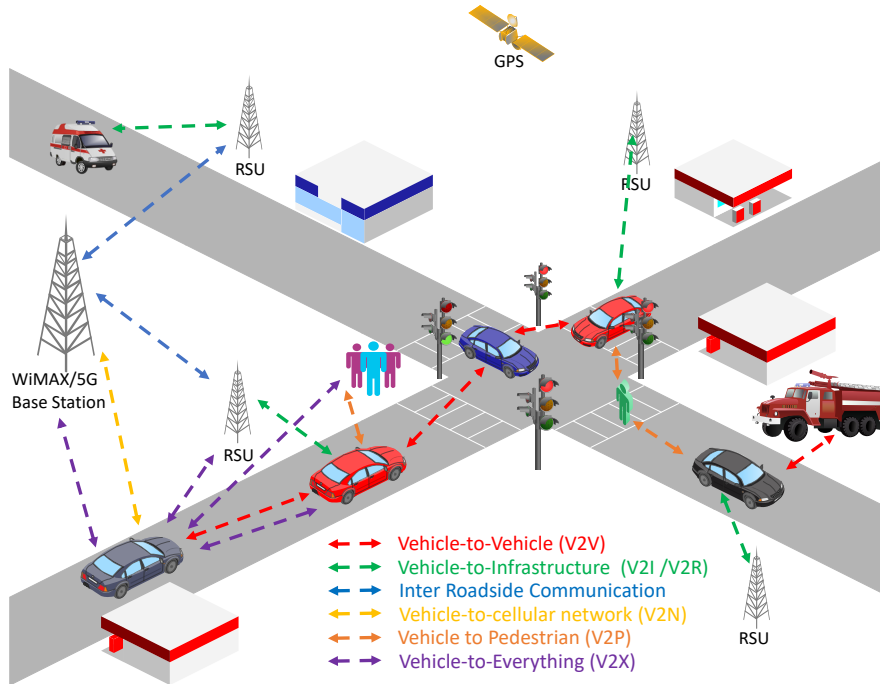 GPS
RSU
RSU
WiMAX/5G
Base Station
RSU
Vehicle-to-Vehicle (V2V)
Vehicle-to-Infrastructure (V2I /V2R)
Inter Roadside Communication
Vehicle-to-cellular network (V2N)
Vehicle to Pedestrian (V2P)
Vehicle-to-Everything (V2X)
RSU